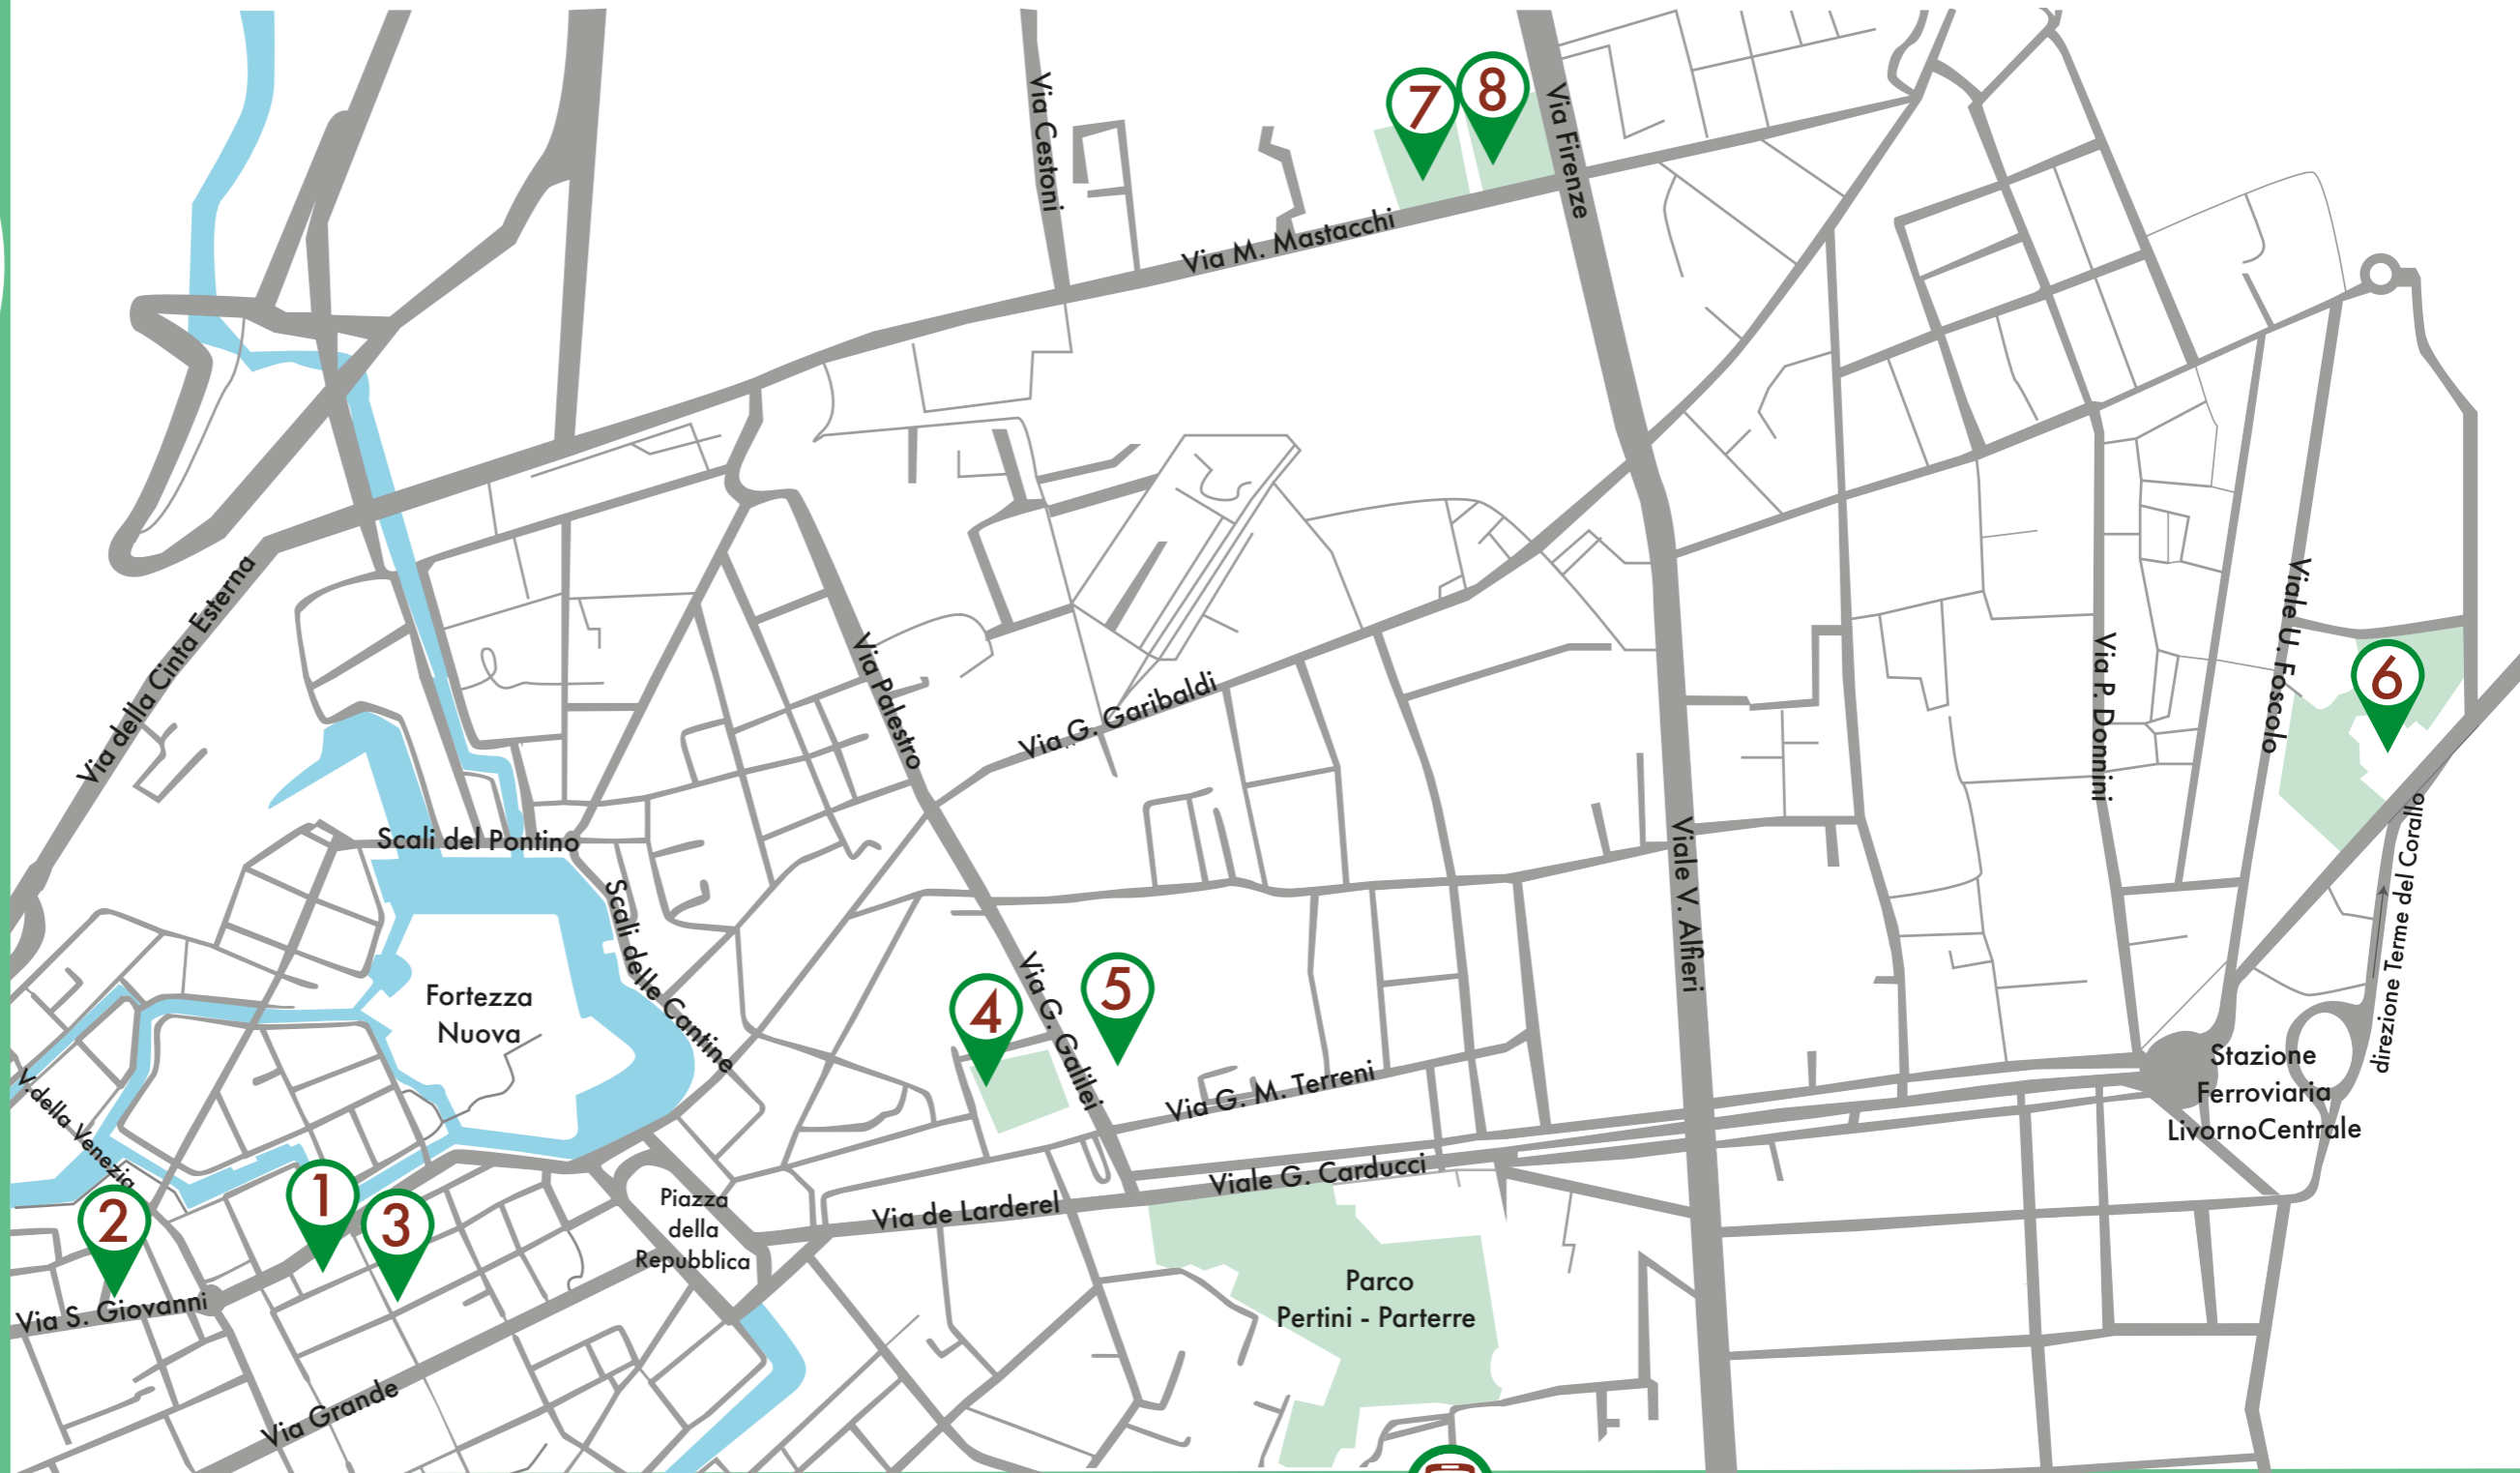 7
8
Via Cestoni
Via Firenze
Via M. Mastacchi
Via della Cinta Esterna
Via Palestro
Via G. Garibaldi
Viale U. Foscolo
Via P. Donnini
6
Scali del Pontino
Scali delle Cantine
Viale V. Alfieri
direzione Terme del Corallo
Fortezza
Nuova
4
Via G. Galilei
5
Via G. M. Terreni
Stazione
Ferroviaria
LivornoCentrale
V. della Venezia
2
1
3
Piazza
della
Repubblica
Via de Larderel
Viale G. Carducci
Parco
Pertini - Parterre
Via S. Giovanni
Via Grande